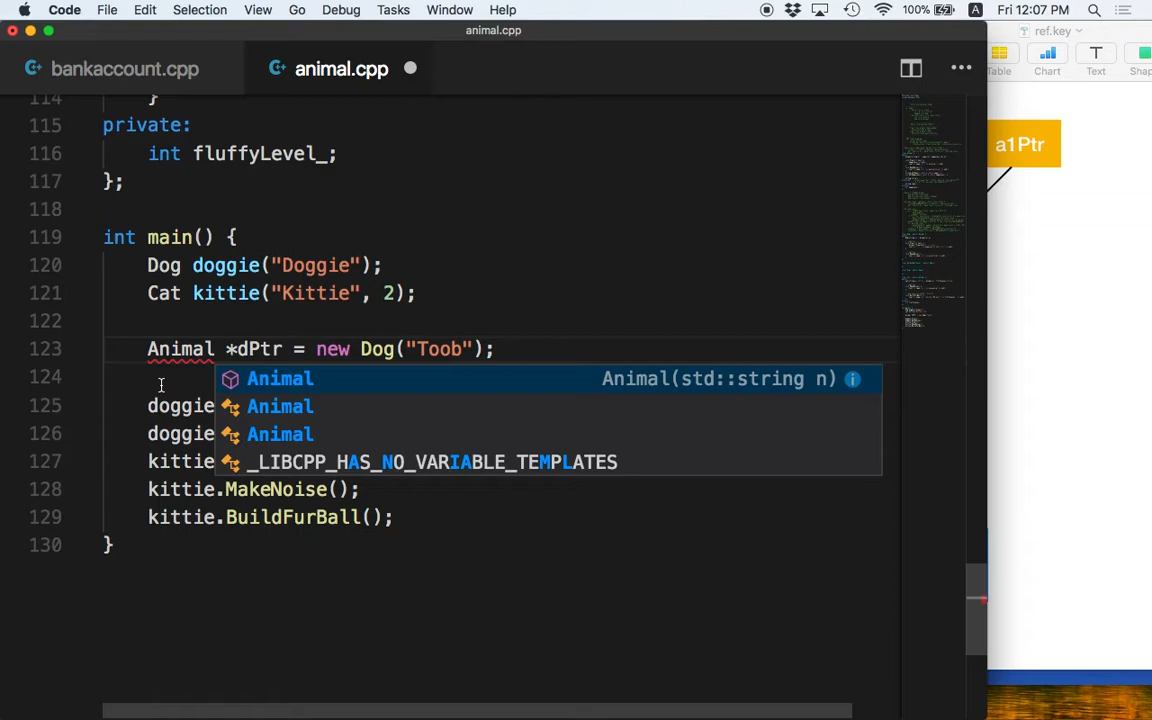 Code File Edit Selection View Go Debug Tasks Window Help 100% A Fri 12:07 PM
animal.cpp
ref.key
bankaccount.cpp animal.cpp
Table Chart Text Shap
a1Ptr
114 }
115 private:
116 int fluffyLevel_;
117 };
118
119 int main() {
120 Dog doggie("Doggie");
121 Cat kittie("Kittie", 2);
122
123 Animal *dPtr = new Dog("Toob");
124 Animal Animal(std::string n)
125 doggie Animal
126 doggie Animal
127 kittie _LIBCPP_HAS_NO_VARIABLE_TEMPLATES
128 kittie.MakeNoise();
129 kittie.BuildFurBall();
130 }